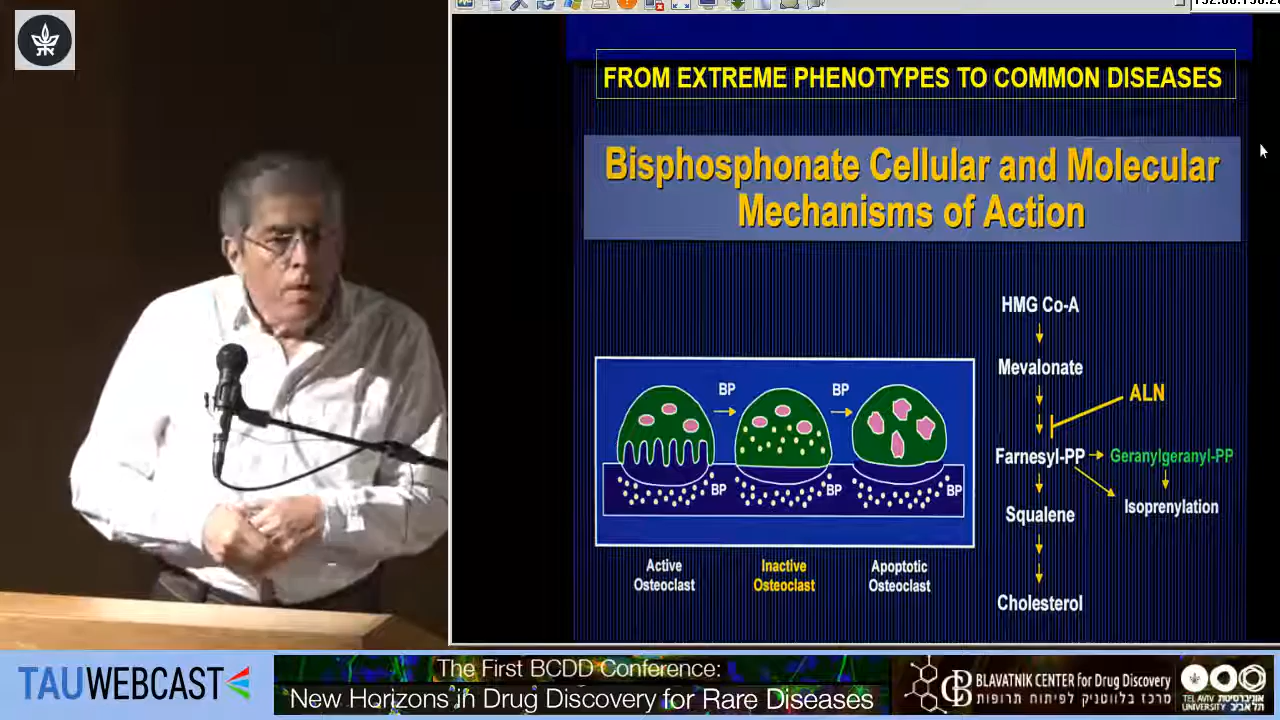 FROM EXTREME PHENOTYPES TO COMMON DISEASES
Bisphosphonate Cellular and Molecular
Mechanisms of Action
HMG Co-A
Mevalonate
ALN
Farnesyl-PP
Geranylgeranyl-PP
Isoprenylation
Squalene
Cholesterol
BP
BP
BP
BP
BP
Active
Osteoclast
Inactive
Osteoclast
Apoptotic
Osteoclast
TAUWEBCAST
The First BCDD Conference:
New Horizons in Drug Discovery for Rare Diseases
BLAVATNIK CENTER for Drug Discovery
מרכז בלווטניק לפיתוח תרופות
TEL AVIV UNIVERSITY
אוניברסיטת תל אביב